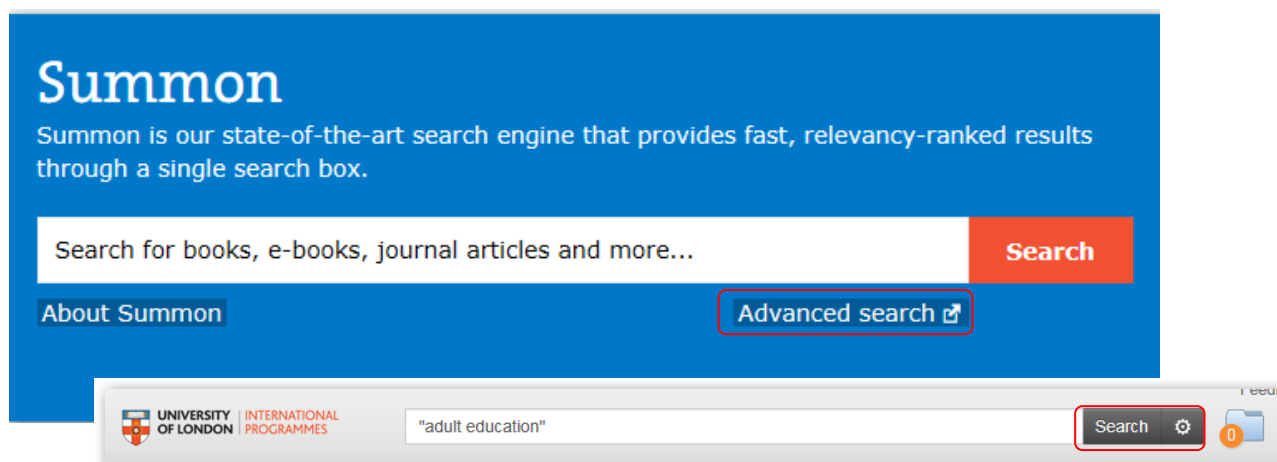 Summon
Summon is our state-of-the-art search engine that provides fast, relevancy-ranked results
through a single search box.
Search for books, e-books, journal articles and more...
Search
About Summon
Advanced search
UNIVERSITY OF LONDON
INTERNATIONAL PROGRAMMES
"adult education"
Search
0